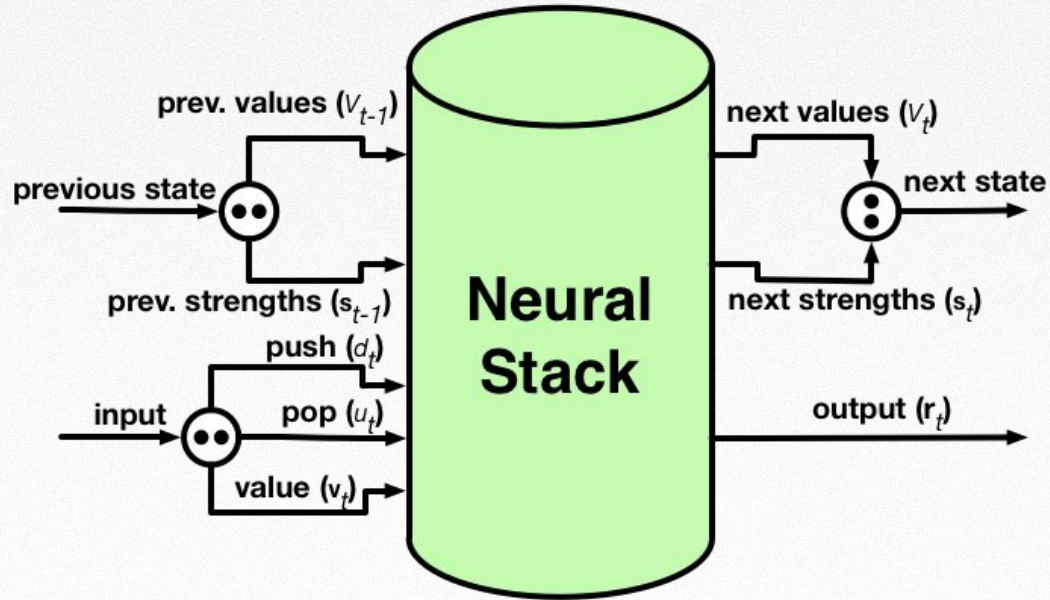 prev. values (V_{t-1})
next values (V_t)
previous state
next state
prev. strengths (s_{t-1})
next strengths (s_t)
Neural
Stack
push (d_t)
input
pop (u_t)
output (r_t)
value (v_t)